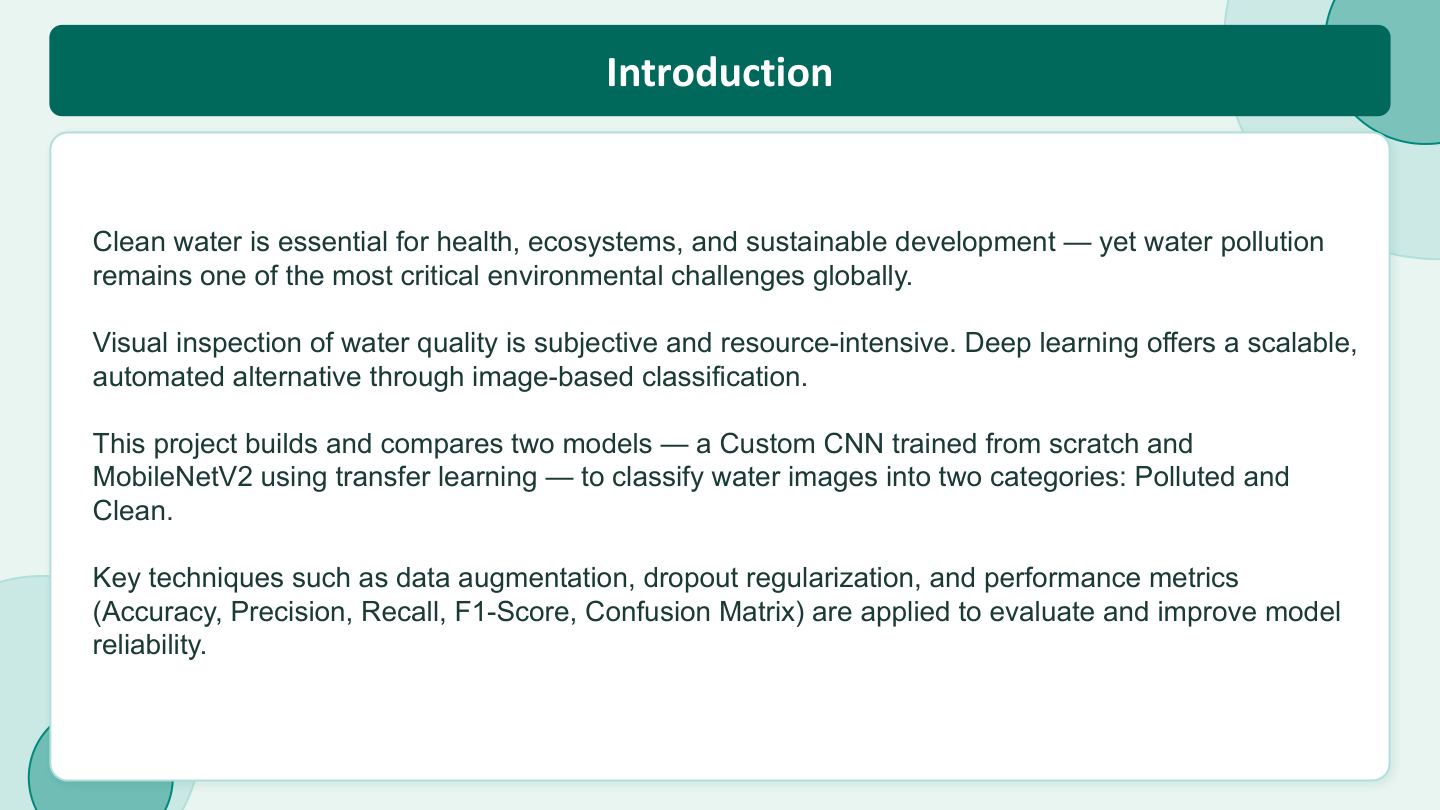 Introduction
Clean water is essential for health, ecosystems, and sustainable development — yet water pollution
remains one of the most critical environmental challenges globally.
Visual inspection of water quality is subjective and resource-intensive. Deep learning offers a scalable,
automated alternative through image-based classification.
This project builds and compares two models — a Custom CNN trained from scratch and
MobileNetV2 using transfer learning — to classify water images into two categories: Polluted and
Clean.
Key techniques such as data augmentation, dropout regularization, and performance metrics
(Accuracy, Precision, Recall, F1-Score, Confusion Matrix) are applied to evaluate and improve model
reliability.